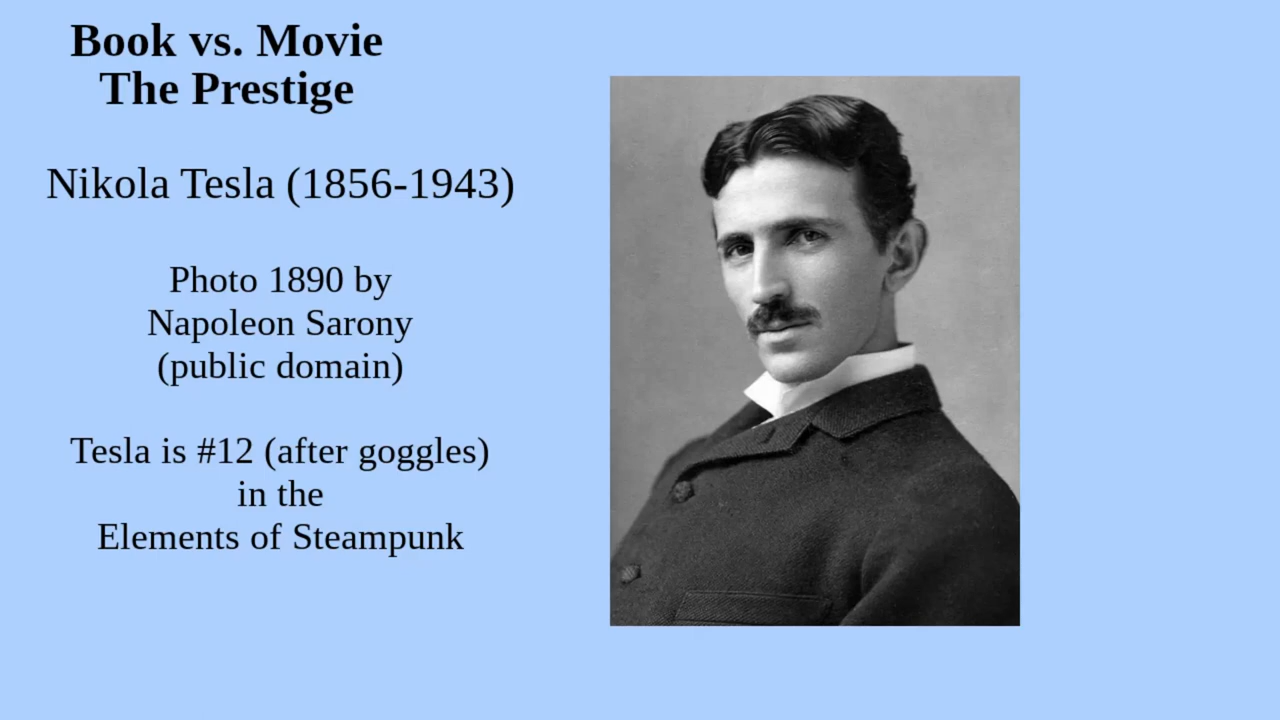 Book vs. Movie
The Prestige
Nikola Tesla (1856-1943)
Photo 1890 by
Napoleon Sarony
(public domain)
Tesla is #12 (after goggles)
in the
Elements of Steampunk